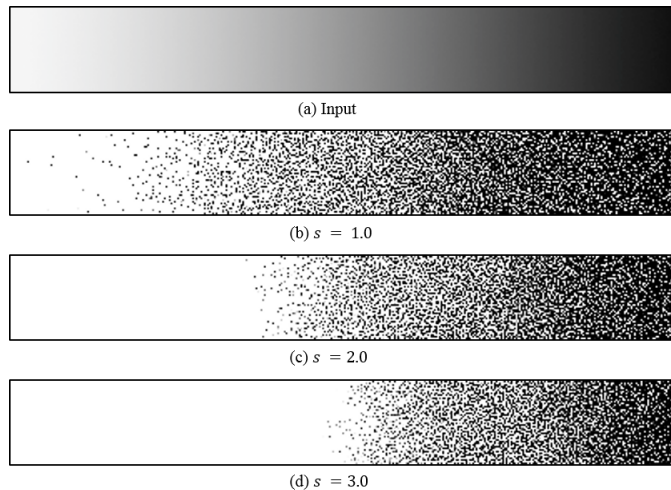 (a) Input
(b) s = 1.0
(c) s = 2.0
(d) s = 3.0